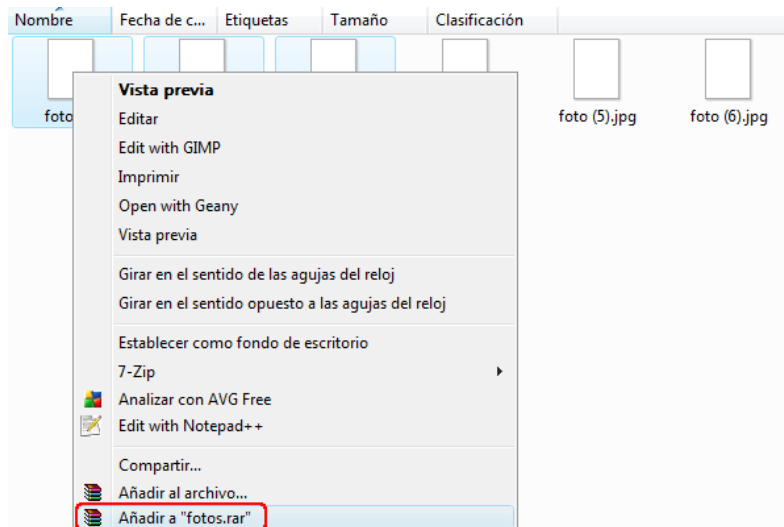 Nombre Fecha de c... Etiquetas Tamaño Clasificación
foto foto (5).jpg foto (6).jpg
Vista previa
Editar
Edit with GIMP
Imprimir
Open with Geany
Vista previa
Girar en el sentido de las agujas del reloj
Girar en el sentido opuesto a las agujas del reloj
Establecer como fondo de escritorio
7-Zip
Analizar con AVG Free
Edit with Notepad++
Compartir...
Añadir al archivo...
Añadir a "fotos.rar"